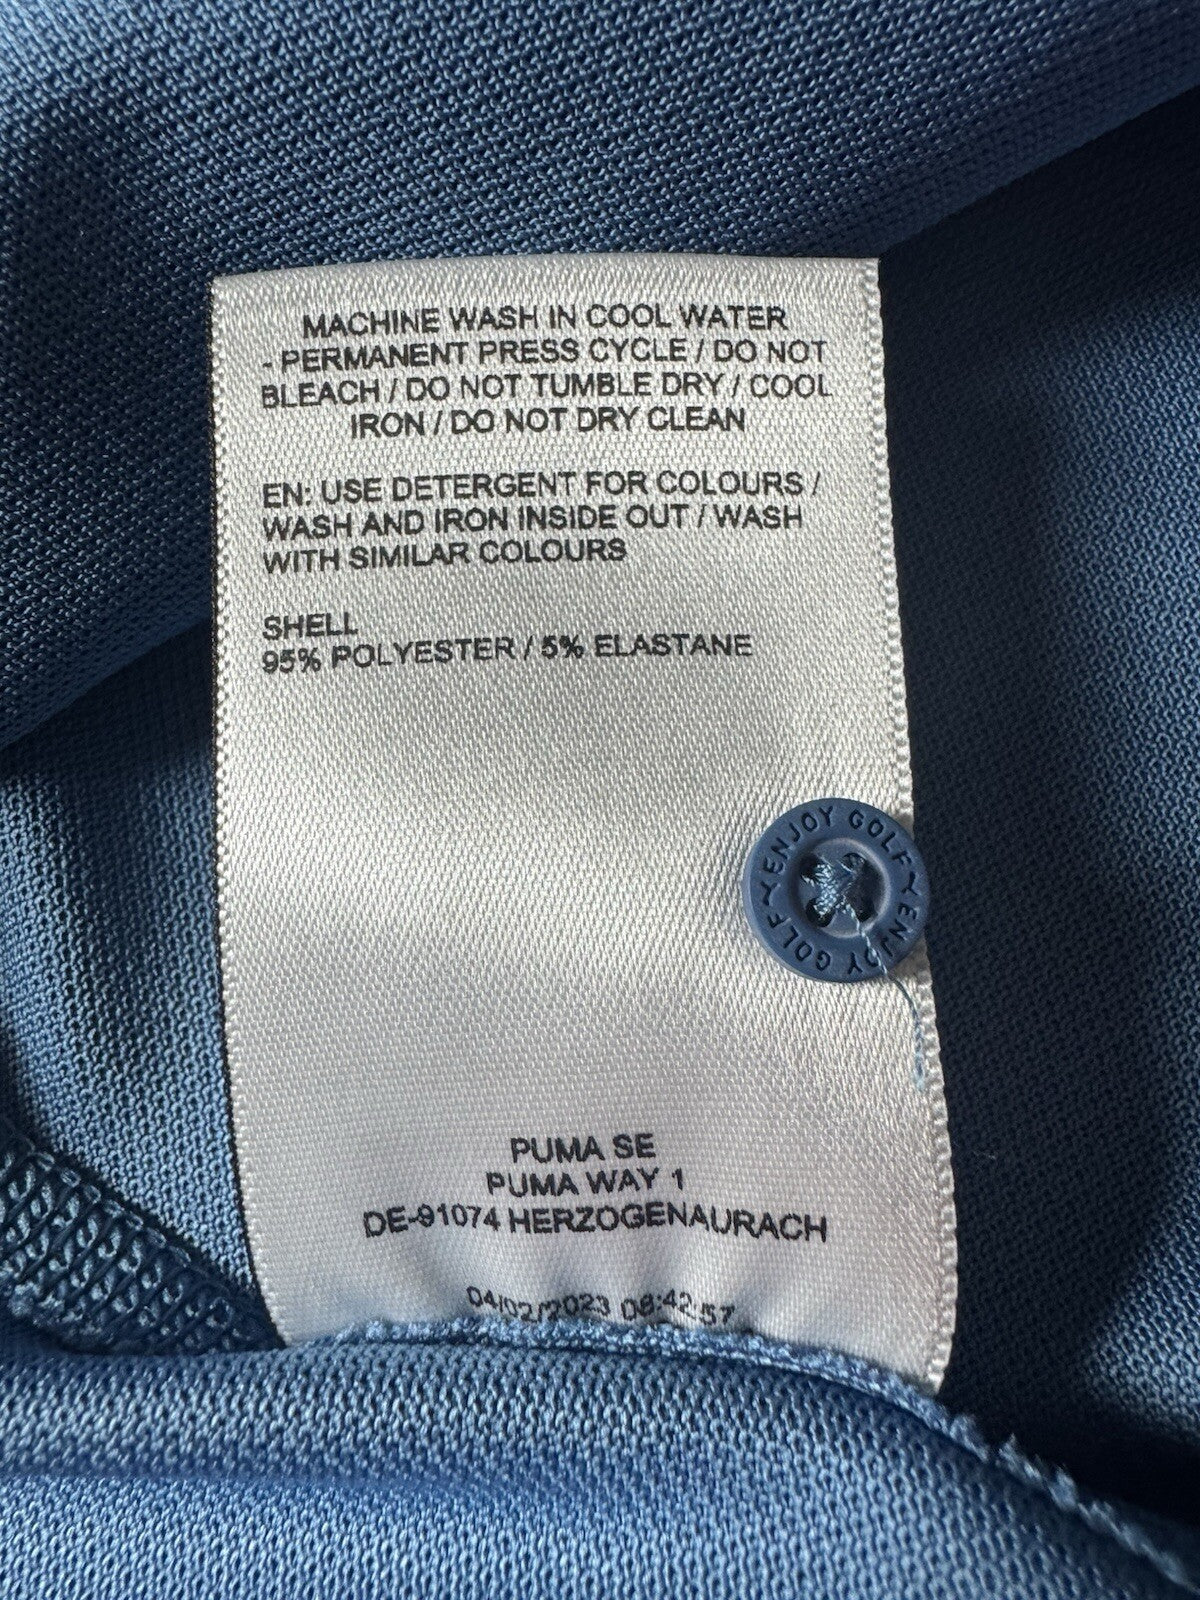 MACHINE WASH IN COOL WATER
- PERMANENT PRESS CYCLE / DO NOT
BLEACH / DO NOT TUMBLE DRY / COOL
IRON / DO NOT DRY CLEAN
EN: USE DETERGENT FOR COLOURS /
WASH AND IRON INSIDE OUT / WASH
WITH SIMILAR COLOURS
SHELL
95% POLYESTER / 5% ELASTANE
ENJOY GOLF
ENJOY GOLF
PUMA SE
PUMA WAY 1
DE-91074 HERZOGENAURACH
04/02/2023 08:42:57